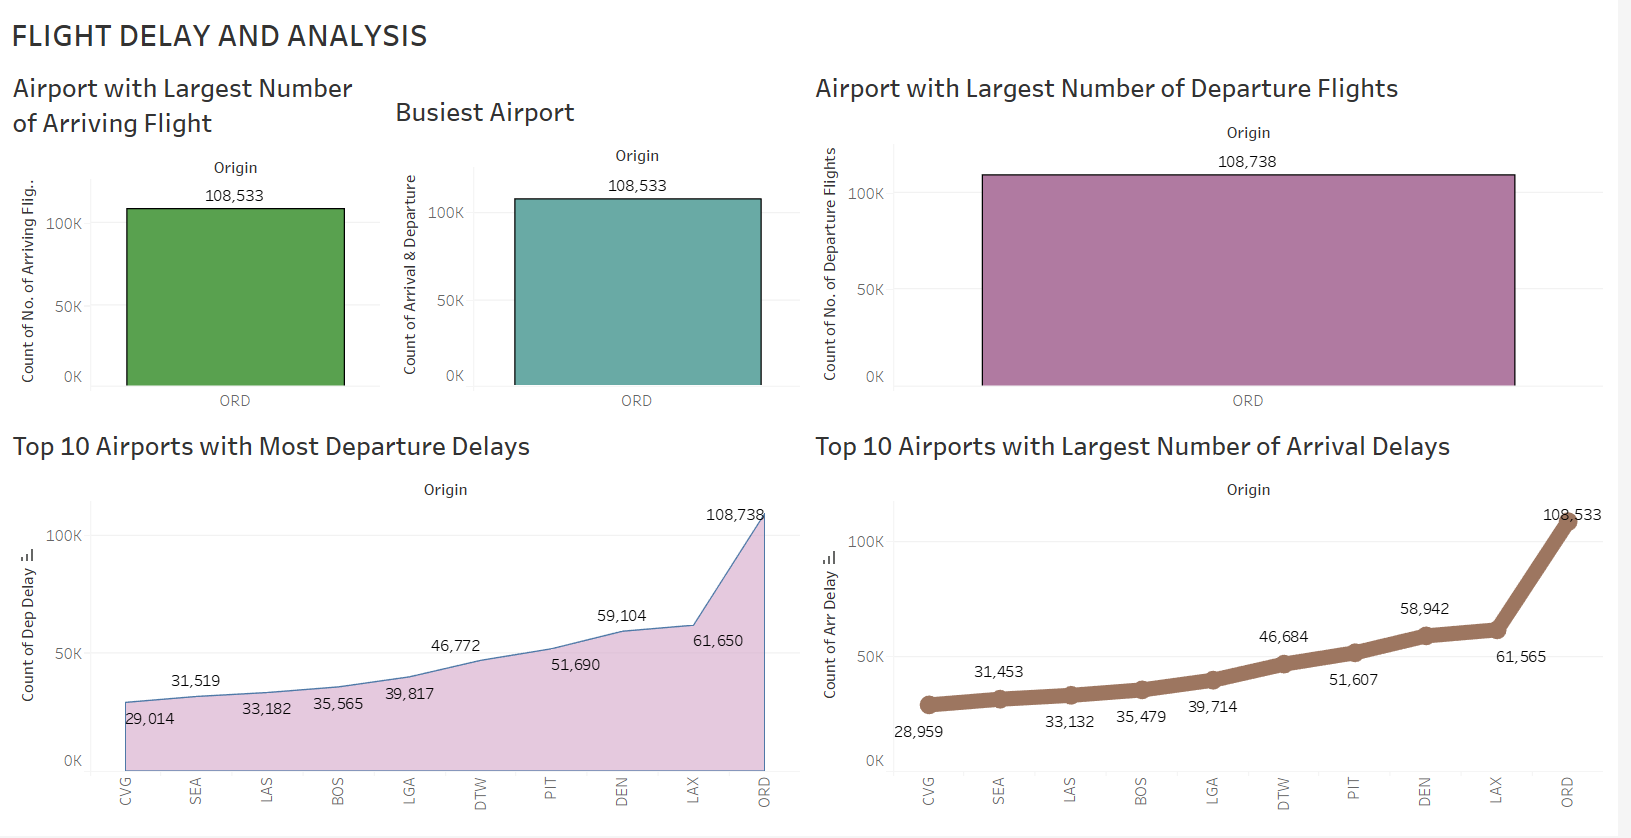 FLIGHT DELAY AND ANALYSIS
Airport with Largest Number
of Arriving Flight
Origin
108,533
Count of No. of Arriving Flig..
100K
50K
0K
ORD
Busiest Airport
Origin
108,533
Count of Arrival & Departure
100K
50K
0K
ORD
Airport with Largest Number of Departure Flights
Origin
108,738
Count of No. of Departure Flights
100K
50K
0K
ORD
Top 10 Airports with Most Departure Delays
Origin
Count of Dep Delay
100K
50K
0K
29,014
31,519
33,182
35,565
39,817
46,772
51,690
59,104
61,650
108,738
CVG
SEA
LAS
BOS
LGA
DTW
PIT
DEN
LAX
ORD
Top 10 Airports with Largest Number of Arrival Delays
Origin
Count of Arr Delay
100K
50K
0K
28,959
31,453
33,132
35,479
39,714
46,684
51,607
58,942
61,565
108,533
CVG
SEA
LAS
BOS
LGA
DTW
PIT
DEN
LAX
ORD